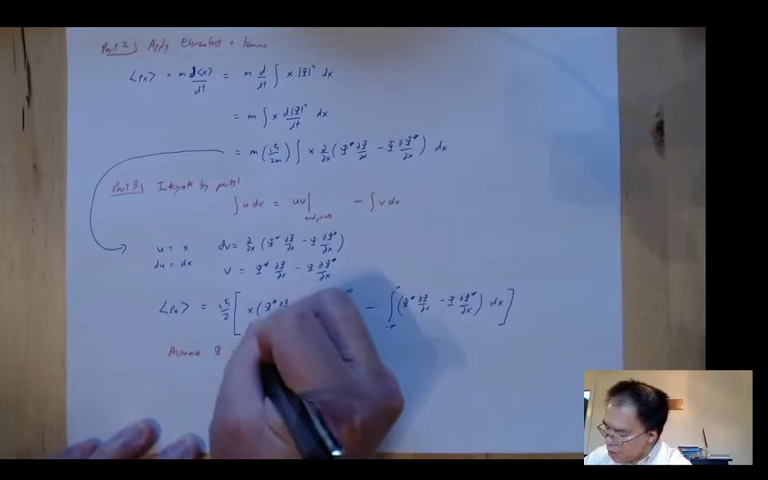 Part 2) Apply Ehrenfest + lemma
⟨Px⟩ = m d⟨x⟩/dt = m d/dt ∫ x |Ψ|² dx
= m ∫ x d|Ψ|²/dt dx
= m (iħ/2m) ∫ x ∂/∂x (Ψ* ∂Ψ/∂x − Ψ ∂Ψ*/∂x) dx
Part 3) Integrate by parts!
∫ u dv = uv| endpoints − ∫ v du
u = x dv = ∂/∂x (Ψ* ∂Ψ/∂x − Ψ ∂Ψ*/∂x)
du = dx v = Ψ* ∂Ψ/∂x − Ψ ∂Ψ*/∂x
⟨Px⟩ = iħ/2 [ x (Ψ* ∂Ψ ∞ − ∫ (Ψ* ∂Ψ/∂x − Ψ ∂Ψ*/∂x) dx ]
Assume Ψ